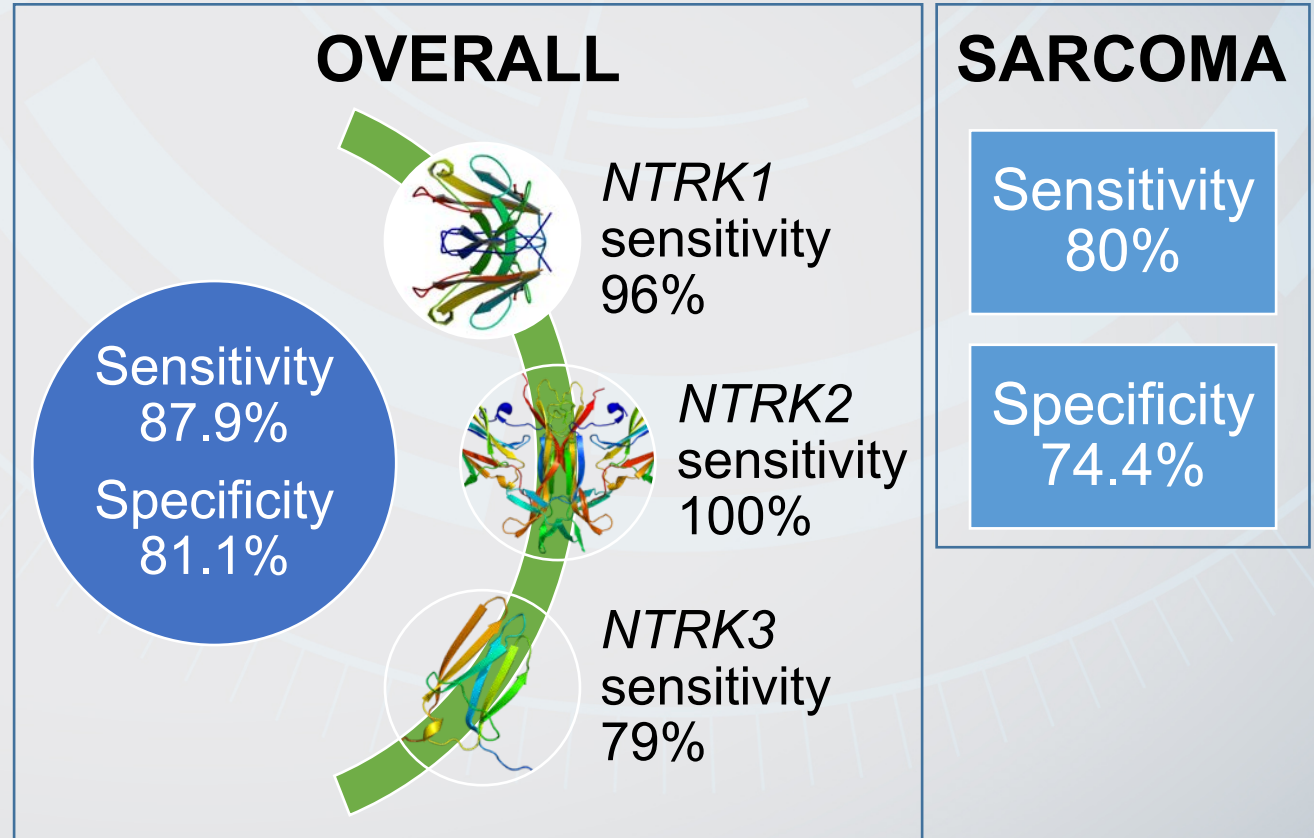 OVERALL
Sensitivity
87.9%
Specificity
81.1%
NTRK1
sensitivity
96%
NTRK2
sensitivity
100%
NTRK3
sensitivity
79%
SARCOMA
Sensitivity
80%
Specificity
74.4%